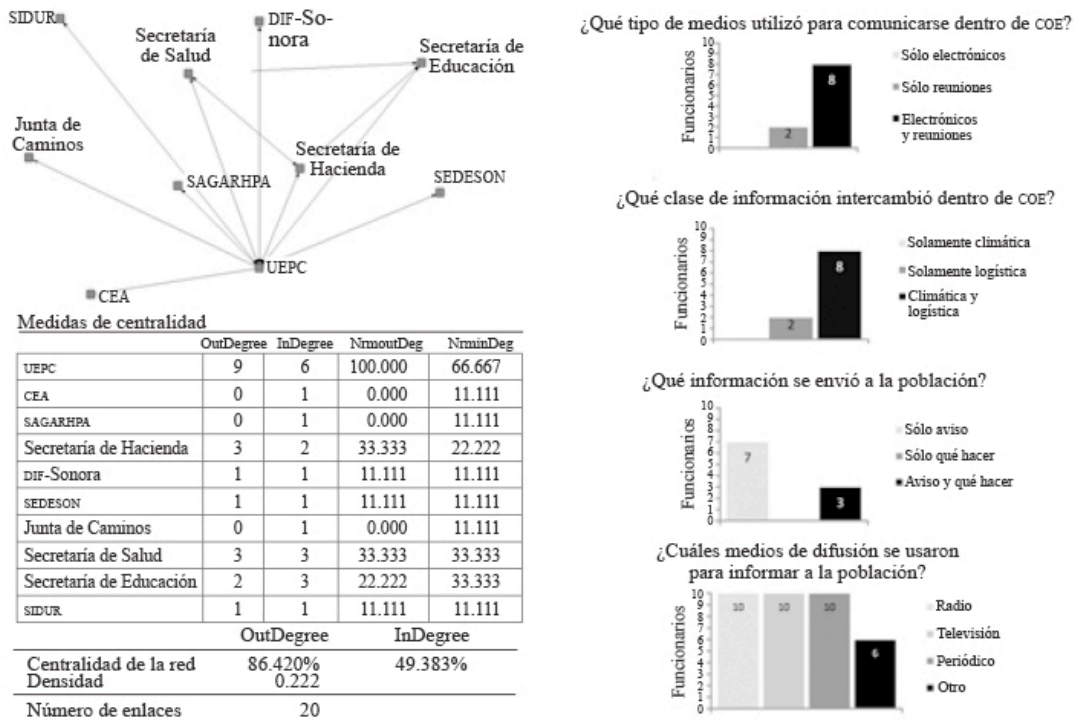 SIDUR
DIF-So-
nora
Secretaría
de Salud
Secretaría de
Educación
Junta de
Caminos
Secretaría de
Hacienda
SAGARHPA
SEDESON
UEPC
CEA
Medidas de centralidad
OutDegree InDegree NrmoutDeg NrminDeg
UEPC 9 6 100.000 66.667
CEA 0 1 0.000 11.111
SAGARHPA 0 1 0.000 11.111
Secretaría de Hacienda 3 2 33.333 22.222
DIF-Sonora 1 1 11.111 11.111
SEDESON 1 1 11.111 11.111
Junta de Caminos 0 1 0.000 11.111
Secretaría de Salud 3 3 33.333 33.333
Secretaría de Educación 2 3 22.222 33.333
SIDUR 1 1 11.111 11.111
OutDegree InDegree
Centralidad de la red 86.420% 49.383%
Densidad 0.222
Número de enlaces 20
¿Qué tipo de medios utilizó para comunicarse dentro de COE?
Funcionarios
10
9
8
7
6
5
4
3
2
1
0
2
8
Sólo electrónicos
Sólo reuniones
Electrónicos
y reuniones
¿Qué clase de información intercambió dentro de COE?
Funcionarios
10
9
8
7
6
5
4
3
2
1
0
2
8
Solamente climática
Solamente logística
Climática y
logística
¿Qué información se envió a la población?
Funcionarios
10
9
8
7
6
5
4
3
2
1
0
7
3
Sólo aviso
Sólo qué hacer
Aviso y qué hacer
¿Cuáles medios de difusión se usaron
para informar a la población?
Funcionarios
10
9
8
7
6
5
4
3
2
1
0
10
10
10
6
Radio
Televisión
Periódico
Otro